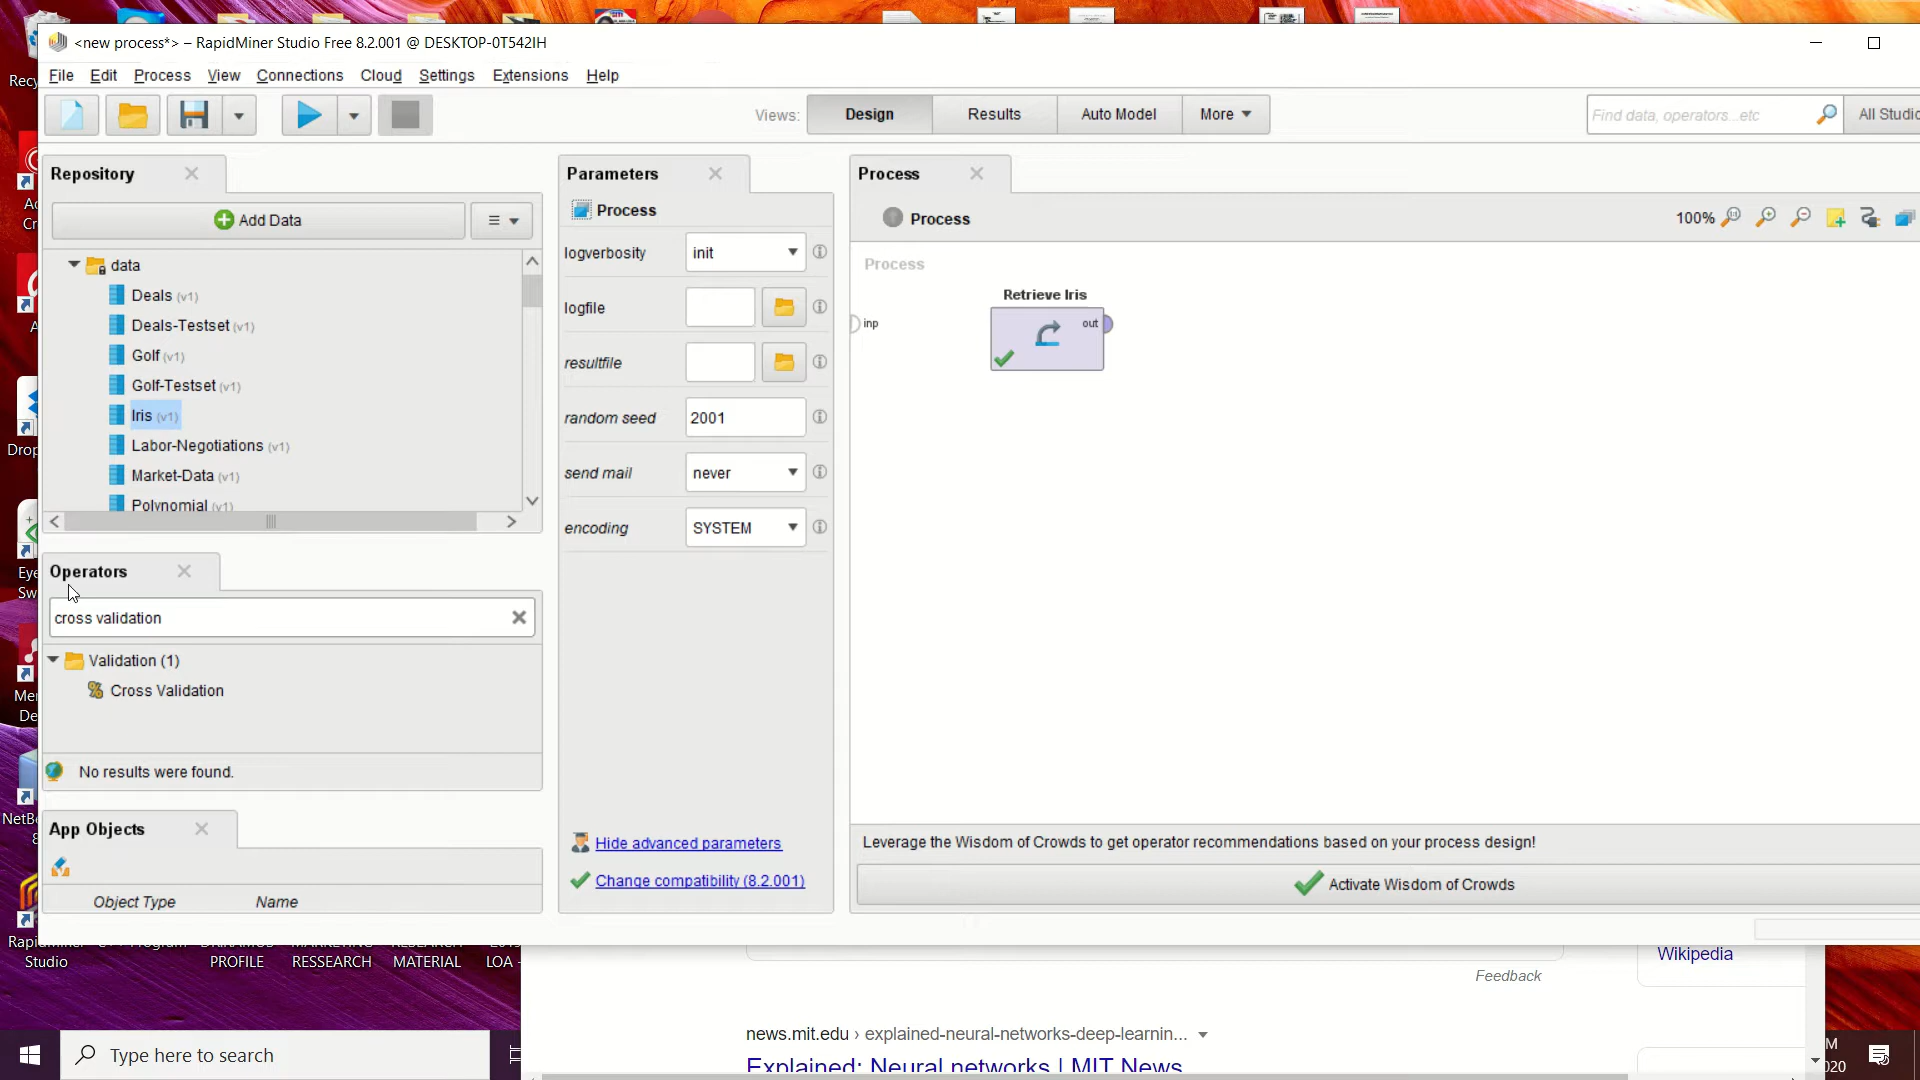 <new process*> – RapidMiner Studio Free 8.2.001 @ DESKTOP-0T542IH
File Edit Process View Connections Cloud Settings Extensions Help
Views: Design Results Auto Model More
Find data, operators...etc
All Studio
Repository
Add Data
data
Deals (v1)
Deals-Testset (v1)
Golf (v1)
Golf-Testset (v1)
Iris (v1)
Labor-Negotiations (v1)
Market-Data (v1)
Polynomial (v1)
Operators
cross validation
Validation (1)
Cross Validation
No results were found.
App Objects
Object Type Name
Parameters
Process
logverbosity init
logfile
resultfile
random seed 2001
send mail never
encoding SYSTEM
Hide advanced parameters
Change compatibility (8.2.001)
Process
Process
100%
Process
inp
Retrieve Iris
out
Leverage the Wisdom of Crowds to get operator recommendations based on your process design!
Activate Wisdom of Crowds
Studio
PROFILE
RESSEARCH
MATERIAL
LOA -
Wikipedia
Feedback
news.mit.edu › explained-neural-networks-deep-learnin...
Explained: Neural networks | MIT News
Type here to search